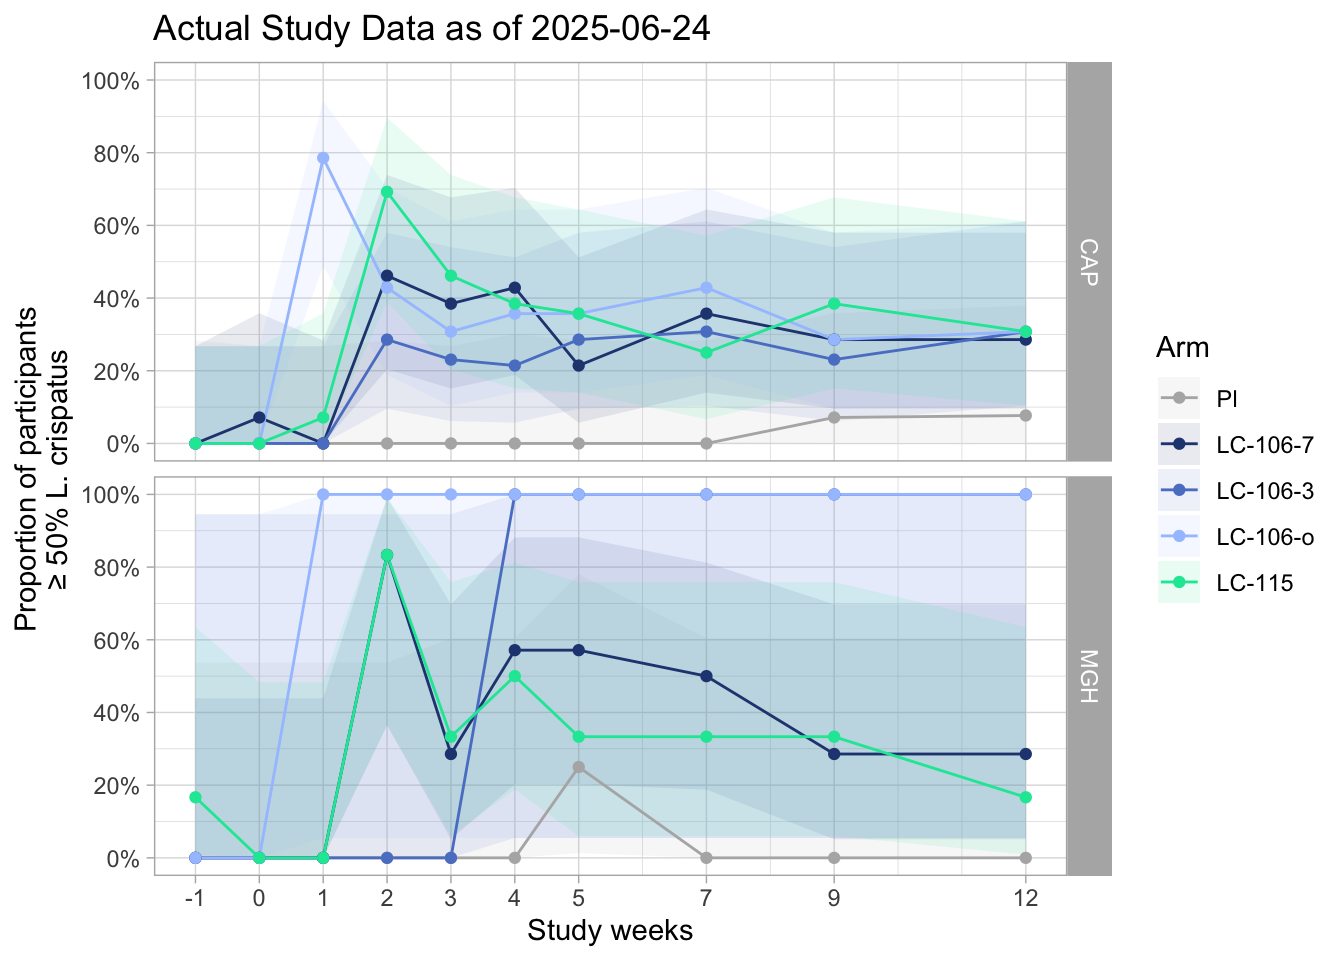 Actual Study Data as of 2025-06-24
Proportion of participants
≥ 50% L. crispatus
100%
80%
60%
40%
20%
0%
CAP
100%
80%
60%
40%
20%
0%
MGH
-1 0 1 2 3 4 5 7 9 12
Study weeks
Arm
Pl
LC-106-7
LC-106-3
LC-106-o
LC-115